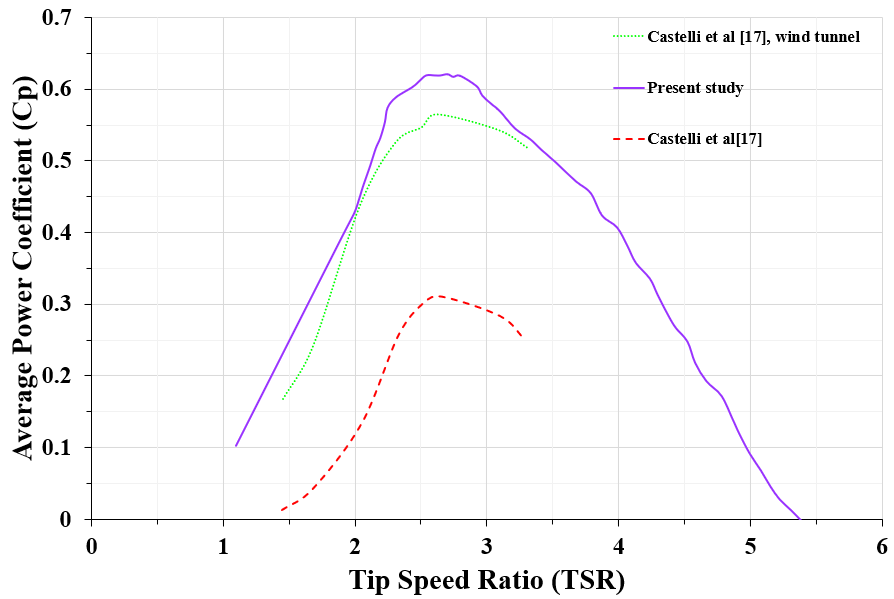 0.7
0.6
0.5
0.4
0.3
0.2
0.1
0
Average Power Coefficient (Cp)
Castelli et al [17], wind tunnel
Present study
Castelli et al[17]
0 1 2 3 4 5 6
Tip Speed Ratio (TSR)